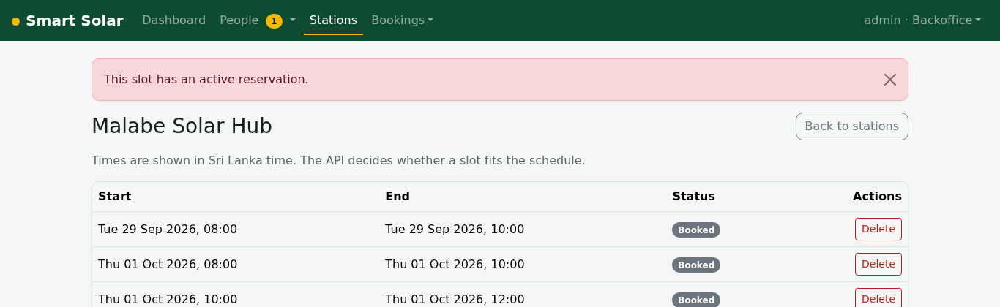 Smart Solar Dashboard People 1 Stations Bookings admin · Backoffice
This slot has an active reservation.
Malabe Solar Hub Back to stations
Times are shown in Sri Lanka time. The API decides whether a slot fits the schedule.
Start End Status Actions
Tue 29 Sep 2026, 08:00 Tue 29 Sep 2026, 10:00 Booked Delete
Thu 01 Oct 2026, 08:00 Thu 01 Oct 2026, 10:00 Booked Delete
Thu 01 Oct 2026, 10:00 Thu 01 Oct 2026, 12:00 Booked Delete